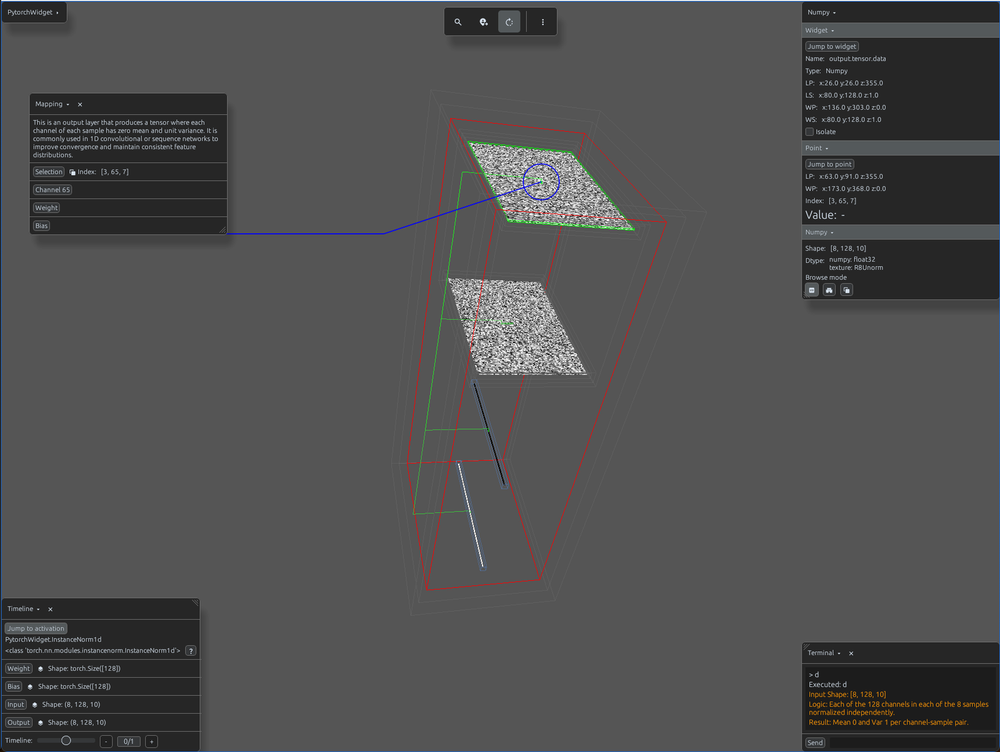 PytorchWidget
Mapping
This is an output layer that produces a tensor where each
channel of each sample has zero mean and unit variance. It is
commonly used in 1D convolutional or sequence networks to
improve convergence and maintain consistent feature
distributions.
Selection Index: [3, 65, 7]
Channel 65
Weight
Bias
Numpy
Widget
Jump to widget
Name: output.tensor.data
Type: Numpy
LP: x:26.0 y:26.0 z:355.0
LS: x:80.0 y:128.0 z:1.0
WP: x:136.0 y:303.0 z:0.0
WS: x:80.0 y:128.0 z:1.0
Isolate
Point
Jump to point
LP: x:63.0 y:91.0 z:355.0
WP: x:173.0 y:368.0 z:0.0
Index: [3, 65, 7]
Value: -
Numpy
Shape: [8, 128, 10]
Dtype: numpy: float32
texture: R8Unorm
Browse mode
Timeline
Jump to activation
PytorchWidget.InstanceNorm1d
<class 'torch.nn.modules.instancenorm.InstanceNorm1d'> ?
Weight Shape: torch.Size([128])
Bias Shape: torch.Size([128])
Input Shape: (8, 128, 10)
Output Shape: (8, 128, 10)
Timeline: - 0/1 +
Terminal
> d
Executed: d
Input Shape: [8, 128, 10]
Logic: Each of the 128 channels in each of the 8 samples
normalized independently.
Result: Mean 0 and Var 1 per channel-sample pair.
Send